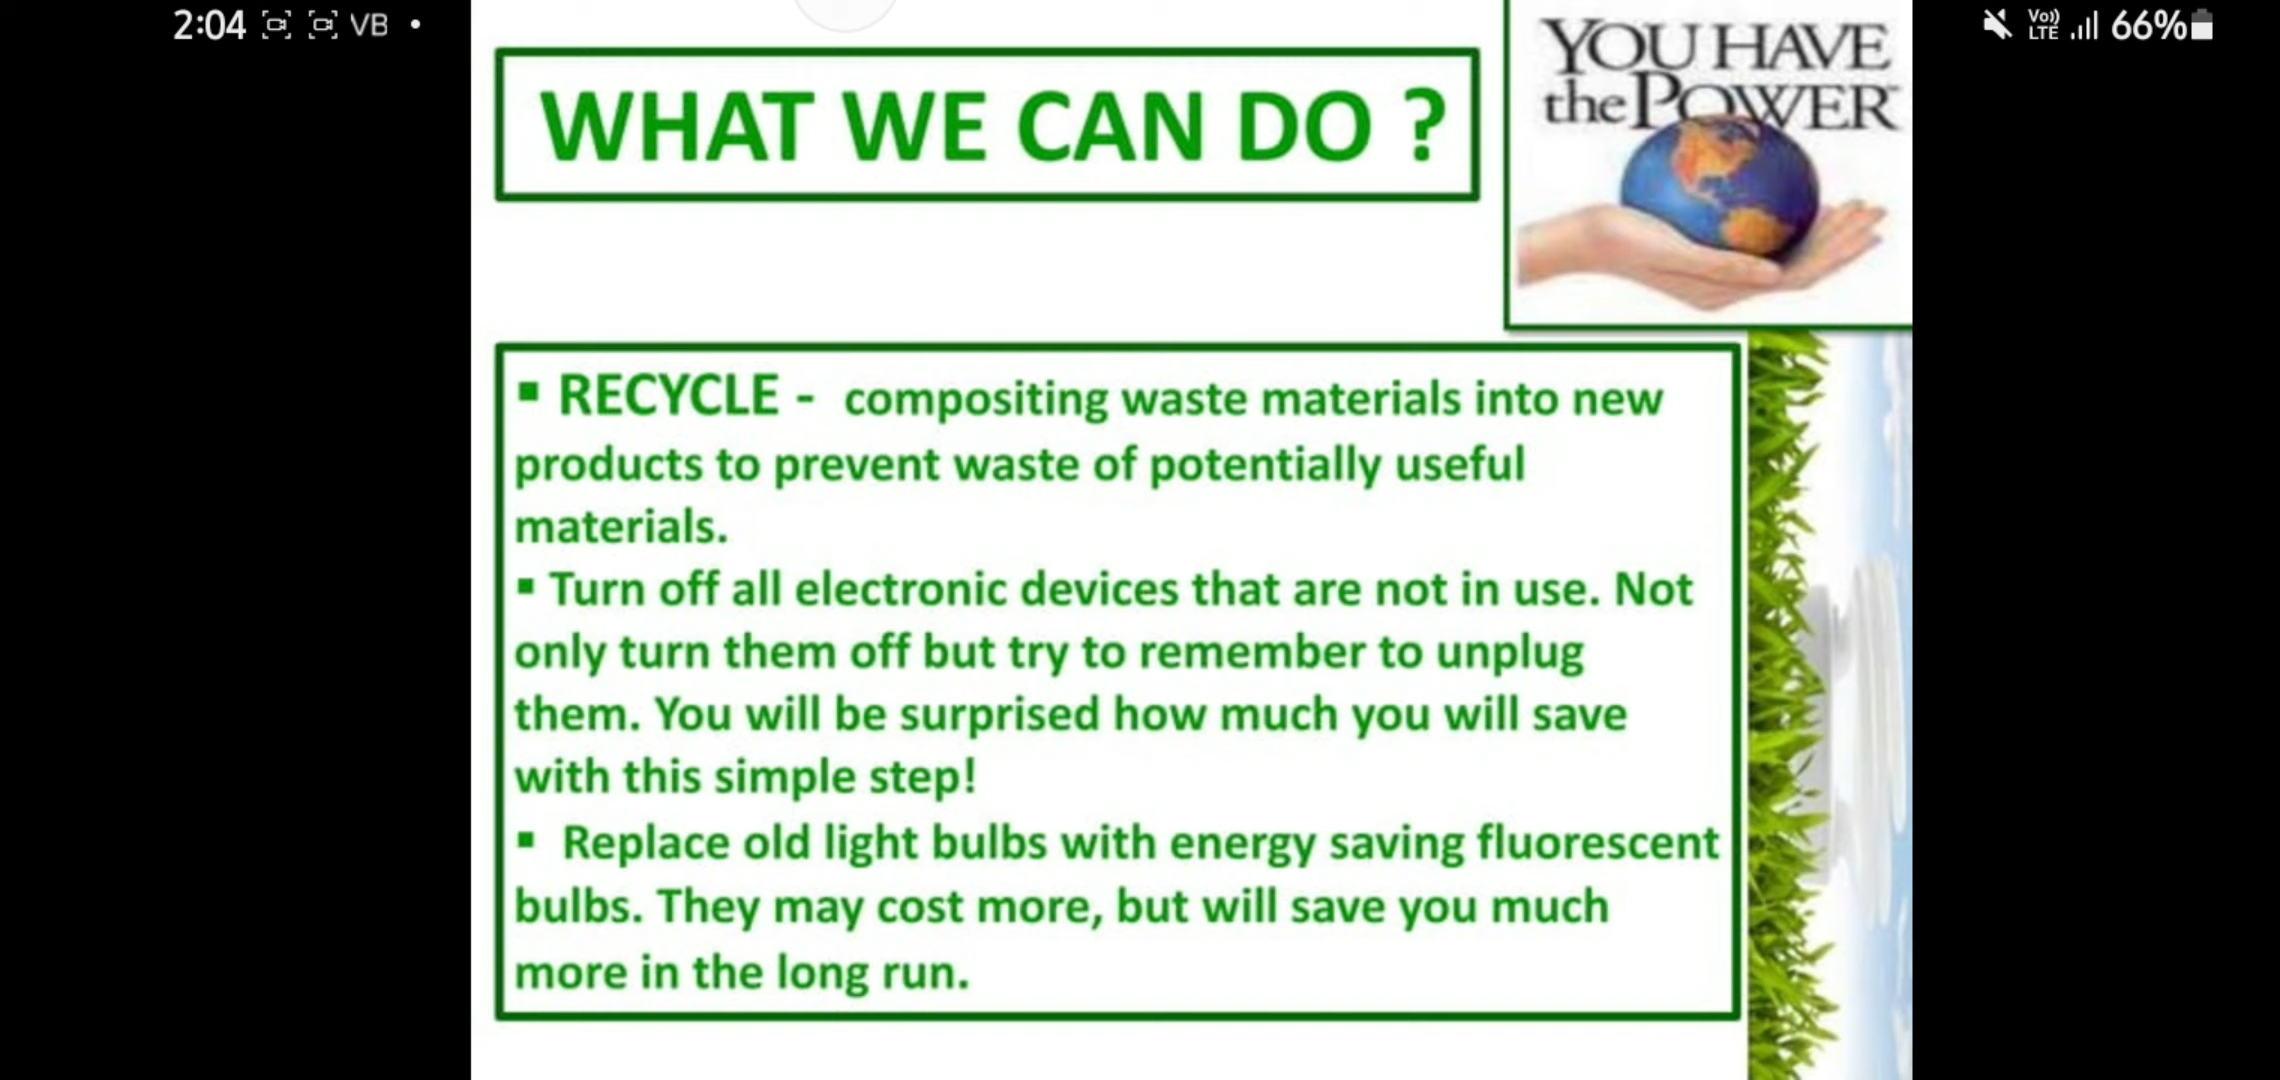 2:04 VB •
Vo)) LTE 66%
WHAT WE CAN DO ?
YOU HAVE
the POWER
▪ RECYCLE - compositing waste materials into new
products to prevent waste of potentially useful
materials.
▪ Turn off all electronic devices that are not in use. Not
only turn them off but try to remember to unplug
them. You will be surprised how much you will save
with this simple step!
▪ Replace old light bulbs with energy saving fluorescent
bulbs. They may cost more, but will save you much
more in the long run.